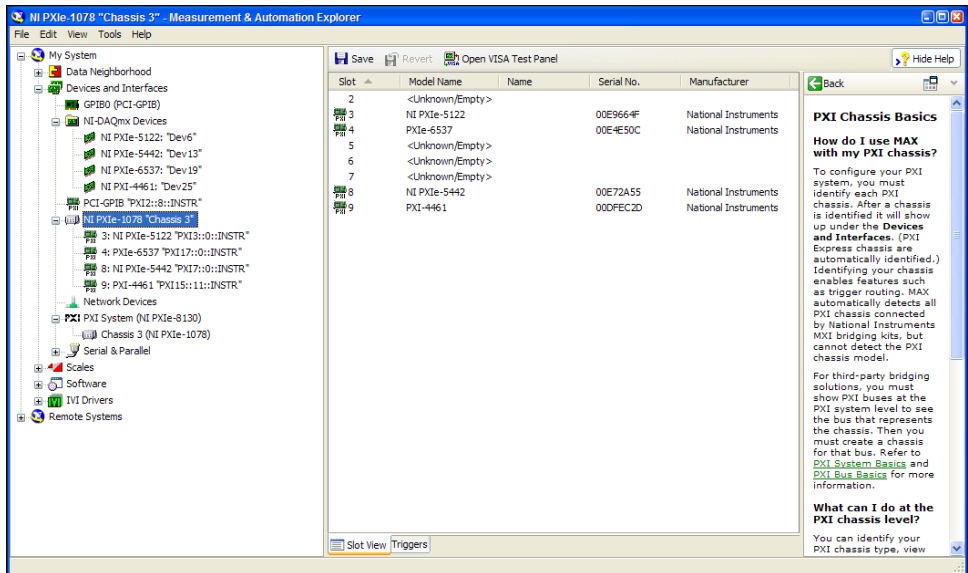 NI PXIe-1078 "Chassis 3" - Measurement & Automation Explorer
File Edit View Tools Help
My System
Data Neighborhood
Devices and Interfaces
GPIB0 (PCI-GPIB)
NI-DAQmx Devices
NI PXIe-5122: "Dev6"
NI PXIe-5442: "Dev13"
NI PXIe-6537: "Dev19"
NI PXI-4461: "Dev25"
PCI-GPIB "PXI2::8::INSTR"
NI PXIe-1078 "Chassis 3"
3: NI PXIe-5122 "PXI3::0::INSTR"
4: PXIe-6537 "PXI17::0::INSTR"
8: NI PXIe-5442 "PXI7::0::INSTR"
9: PXI-4461 "PXI15::11::INSTR"
Network Devices
PXI PXI System (NI PXIe-8130)
Chassis 3 (NI PXIe-1078)
Serial & Parallel
Scales
Software
IVI Drivers
Remote Systems
Save Revert Open VISA Test Panel
Slot Model Name Name Serial No. Manufacturer
2 <Unknown/Empty>
3 NI PXIe-5122 00E9664F National Instruments
4 PXIe-6537 00E4E50C National Instruments
5 <Unknown/Empty>
6 <Unknown/Empty>
7 <Unknown/Empty>
8 NI PXIe-5442 00E72A55 National Instruments
9 PXI-4461 00DFEC2D National Instruments
Slot View Triggers
Hide Help
Back
PXI Chassis Basics
How do I use MAX
with my PXI chassis?
To configure your PXI
system, you must
identify each PXI
chassis. After a chassis
is identified it will show
up under the Devices
and Interfaces. (PXI
Express chassis are
automatically identified.)
Identifying your chassis
enables features such
as trigger routing. MAX
automatically detects all
PXI chassis connected
by National Instruments
MXI bridging kits, but
cannot detect the PXI
chassis model.
For third-party bridging
solutions, you must
show PXI buses at the
PXI system level to see
the bus that represents
the chassis. Then you
must create a chassis
for that bus. Refer to
PXI System Basics and
PXI Bus Basics for more
information.
What can I do at the
PXI chassis level?
You can identify your
PXI chassis type, view